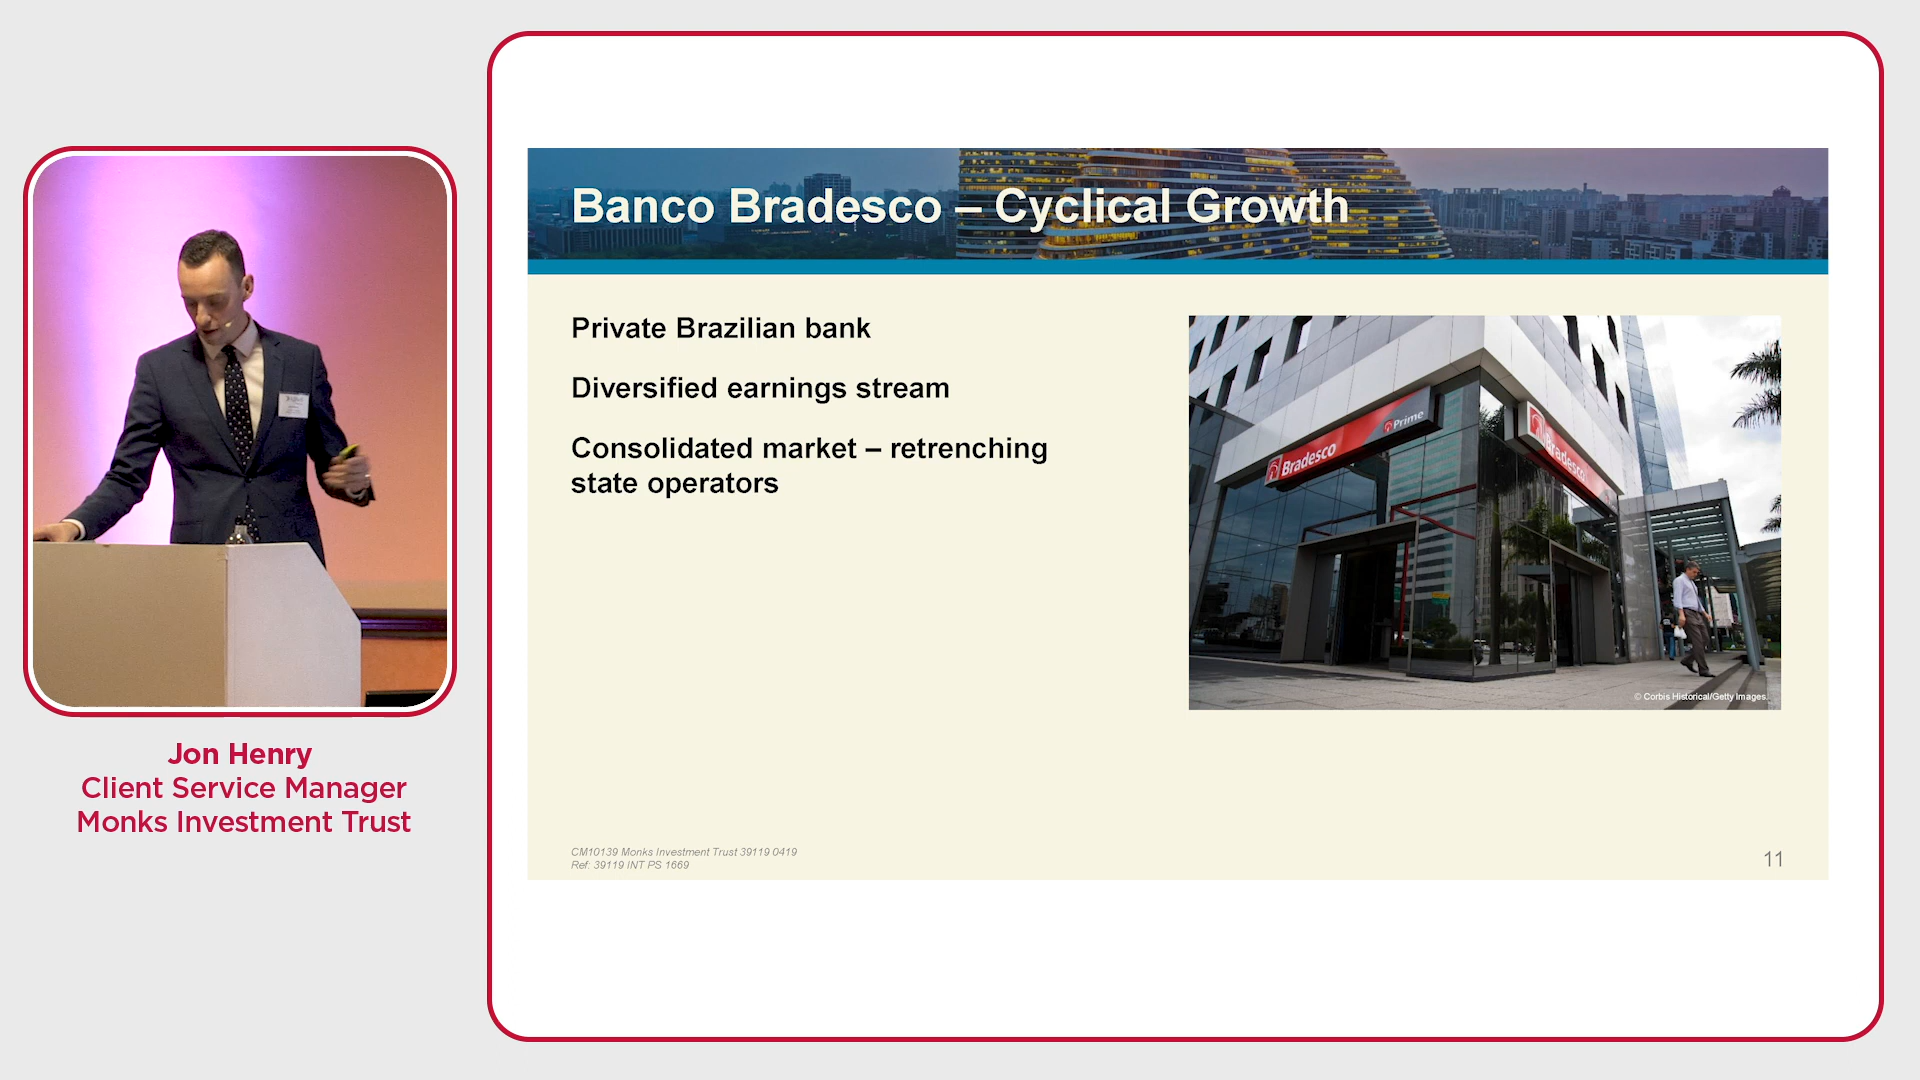 Banco Bradesco – Cyclical Growth
Private Brazilian bank
Diversified earnings stream
Consolidated market – retrenching
state operators
Bradesco
Prime
Bradesco
© Corbis Historical/Getty Images.
CM10139 Monks Investment Trust 39119 0419
Ref: 39119 INT PS 1669
11
Jon Henry
Client Service Manager
Monks Investment Trust